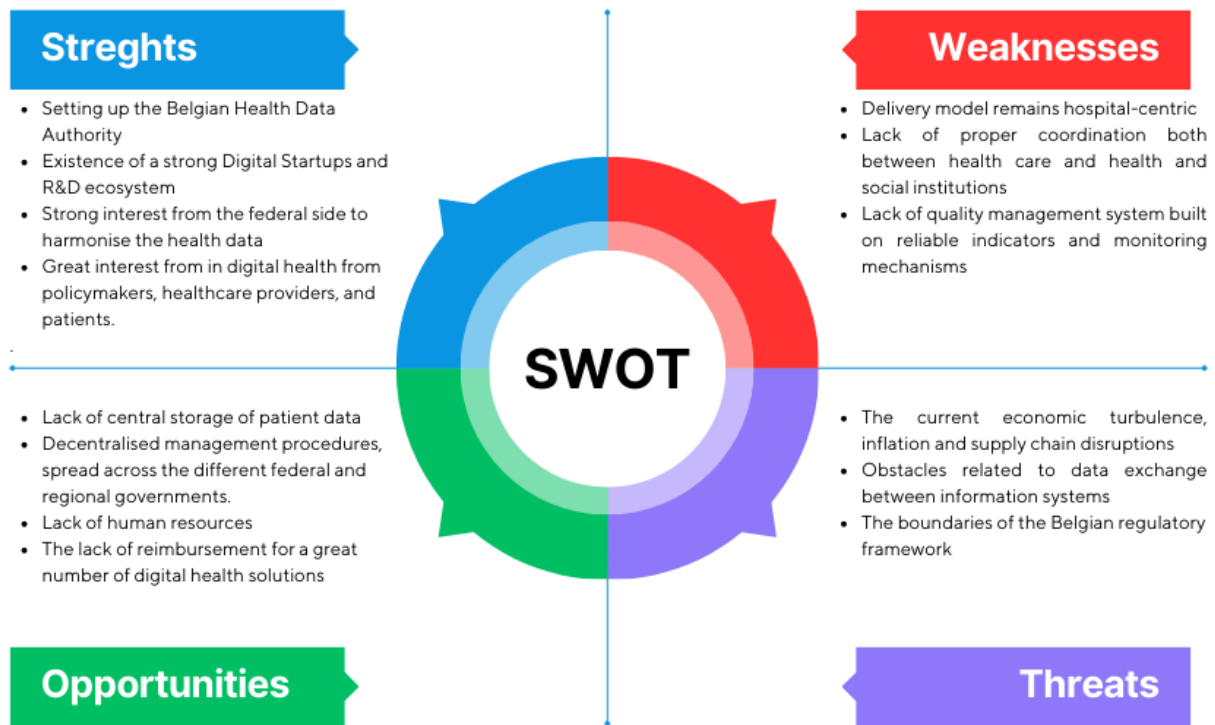 Streghts
• Setting up the Belgian Health Data
Authority
• Existence of a strong Digital Startups and
R&D ecosystem
• Strong interest from the federal side to
harmonise the health data
• Great interest from in digital health from
policymakers, healthcare providers, and
patients.
.
Weaknesses
• Delivery model remains hospital-centric
• Lack of proper coordination both
between health care and health and
social institutions
• Lack of quality management system built
on reliable indicators and monitoring
mechanisms
SWOT
• Lack of central storage of patient data
• Decentralised management procedures,
spread across the different federal and
regional governments.
• Lack of human resources
• The lack of reimbursement for a great
number of digital health solutions
Opportunities
• The current economic turbulence,
inflation and supply chain disruptions
• Obstacles related to data exchange
between information systems
• The boundaries of the Belgian regulatory
framework
Threats